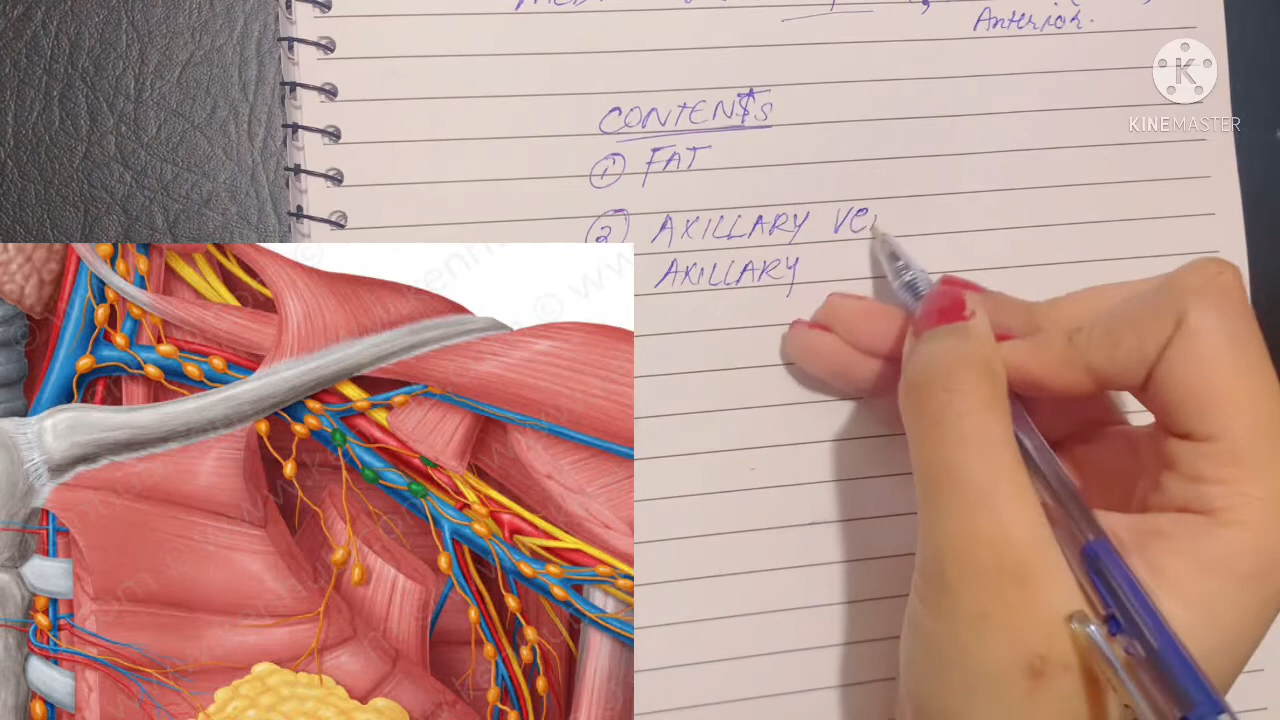 Anterior.
K
KINEMASTER
CONTENTS
① FAT
② AXILLARY VE
AXILLARY